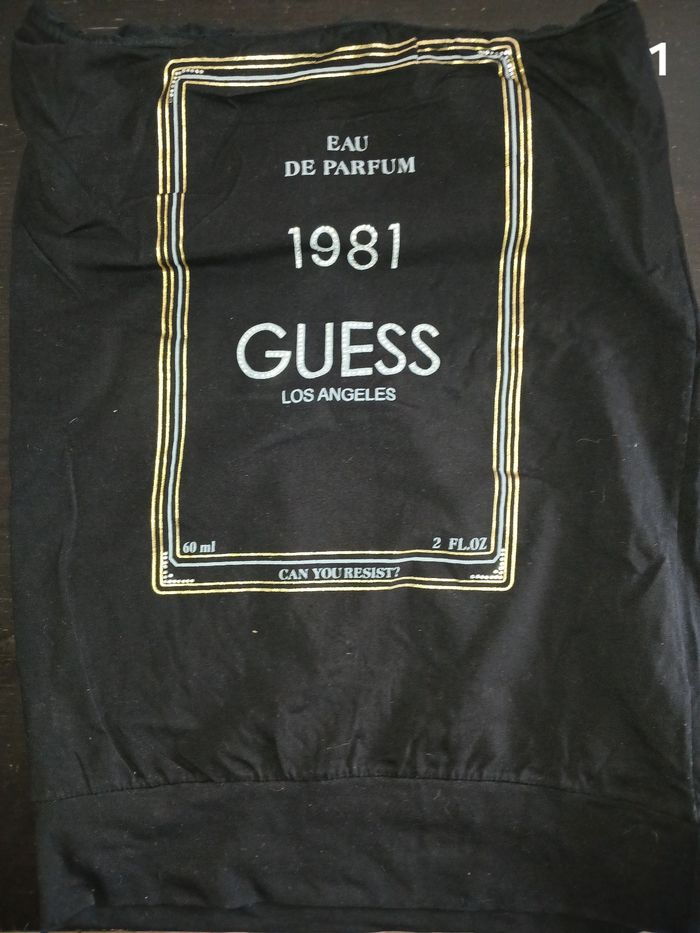 1
EAU
DE PARFUM
1981
GUESS
LOS ANGELES
60 ml 2 FL.OZ
CAN YOU RESIST?